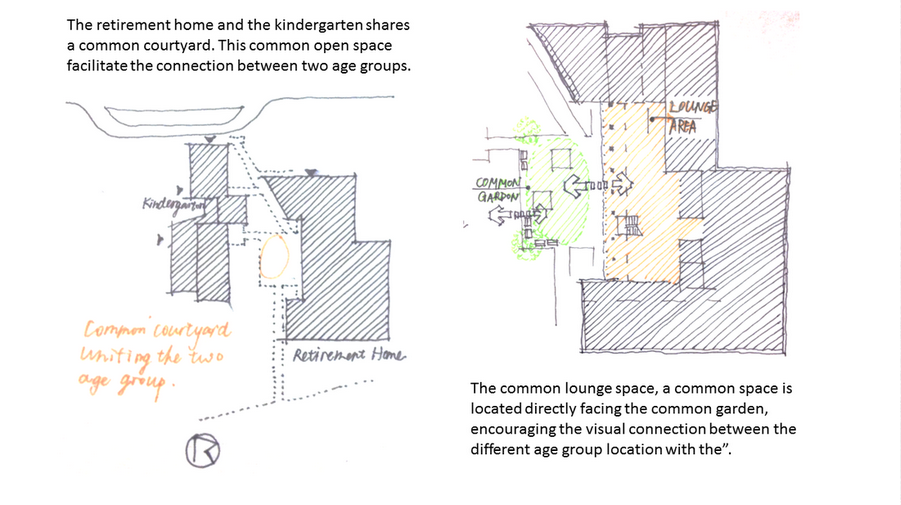 The retirement home and the kindergarten shares
a common courtyard. This common open space
facilitate the connection between two age groups.
Kindergarten
Common courtyard
uniting the two
age group.
Retirement Home
LOUNGE
AREA
COMMON
GARDON
The common lounge space, a common space is
located directly facing the common garden,
encouraging the visual connection between the
different age group location with the”.